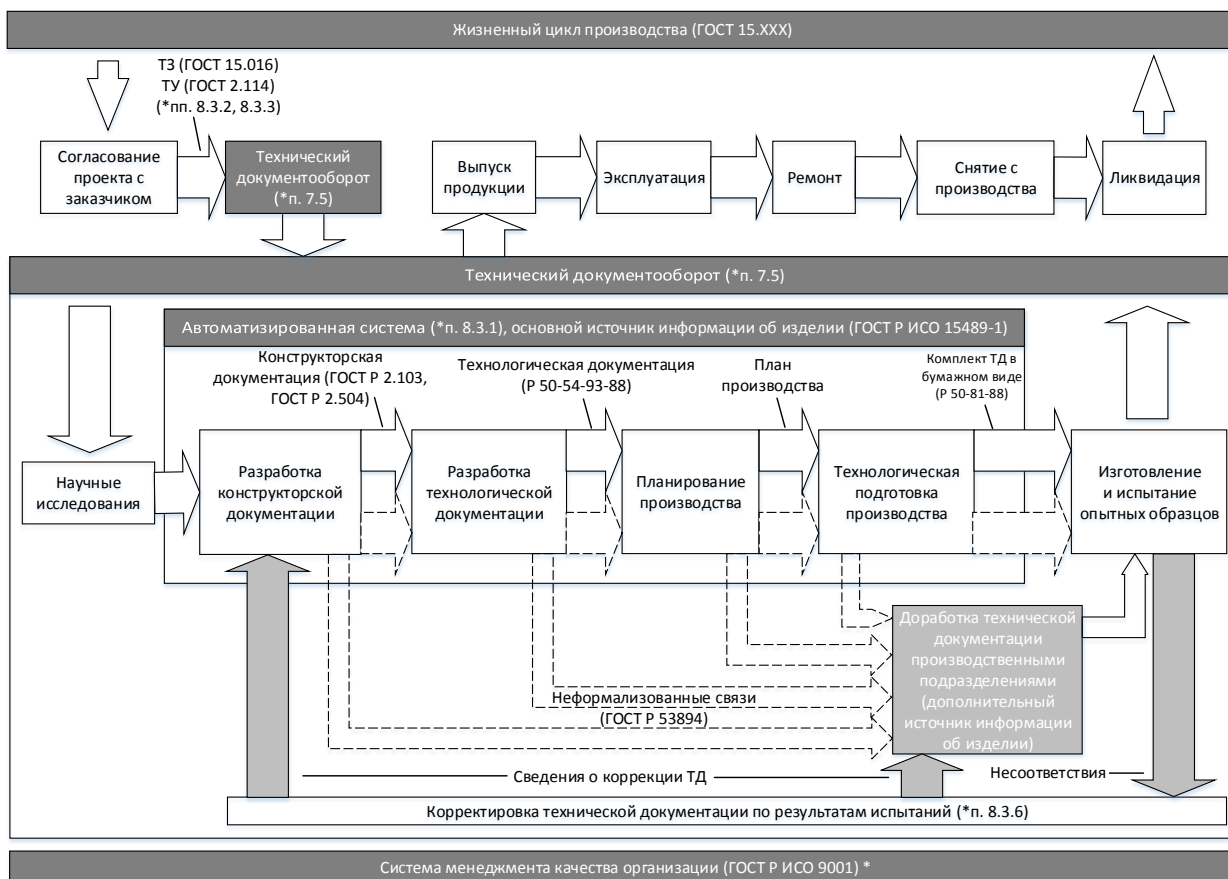 Жизненный цикл производства (ГОСТ 15.XXX)
ТЗ (ГОСТ 15.016)
ТУ (ГОСТ 2.114)
(*пп. 8.3.2, 8.3.3)
Согласование
проекта с
заказчиком
Технический
документооборот
(*п. 7.5)
Выпуск
продукции
Эксплуатация
Ремонт
Снятие с
производства
Ликвидация
Технический документооборот (*п. 7.5)
Автоматизированная система (*п. 8.3.1), основной источник информации об изделии (ГОСТ Р ИСО 15489-1)
Конструкторская
документация (ГОСТ Р 2.103,
ГОСТ Р 2.504)
Технологическая документация
(Р 50-54-93-88)
План
производства
Комплект ТД в
бумажном виде
(Р 50-81-88)
Научные
исследования
Разработка
конструкторской
документации
Разработка
технологической
документации
Планирование
производства
Технологическая
подготовка
производства
Изготовление
и испытание
опытных образцов
Доработка технической
документации
производственными
подразделениями
(дополнительный
источник информации
об изделии)
Неформализованные связи
(ГОСТ Р 53894)
Сведения о коррекции ТД
Несоответствия
Корректировка технической документации по результатам испытаний (*п. 8.3.6)
Система менеджмента качества организации (ГОСТ Р ИСО 9001) *